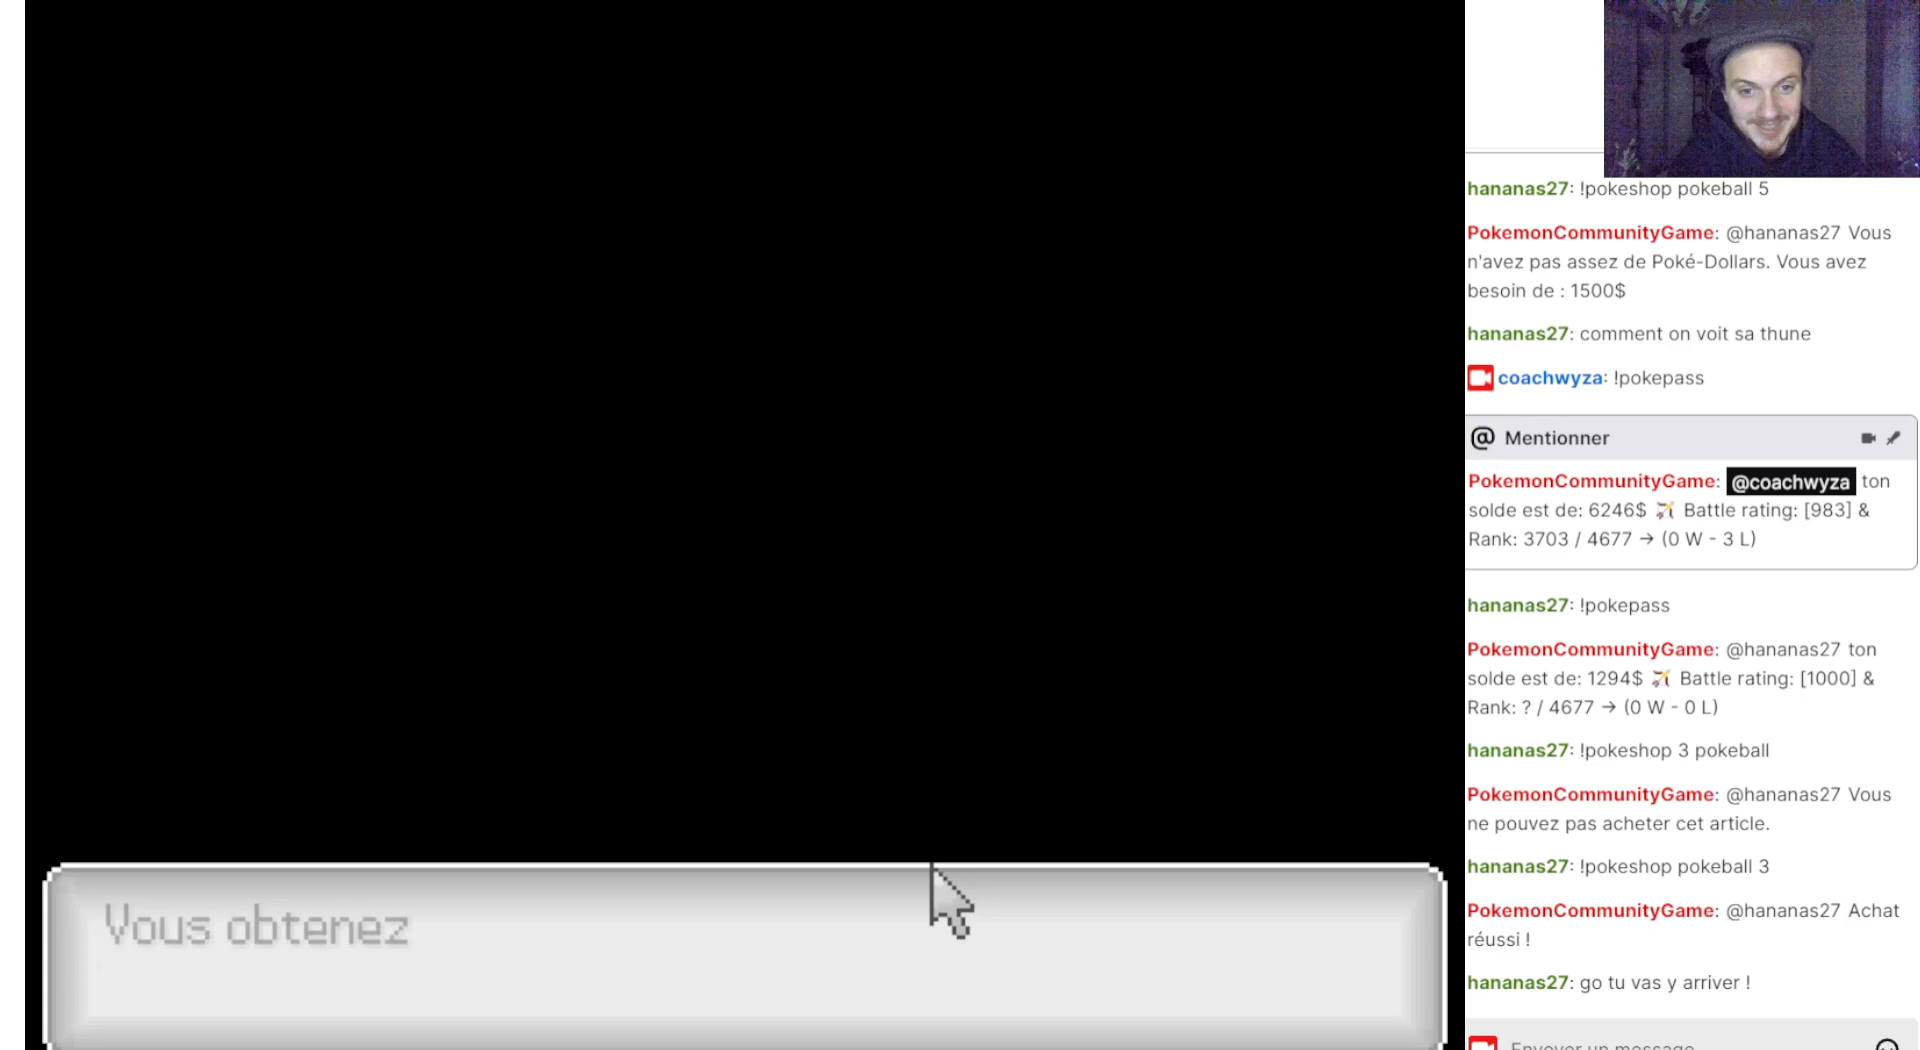 hananas27: !pokeshop pokeball 5
PokemonCommunityGame: @hananas27 Vous
n'avez pas assez de Poké-Dollars. Vous avez
besoin de : 1500$
hananas27: comment on voit sa thune
coachwyza: !pokepass
@ Mentionner
PokemonCommunityGame: @coachwyza ton
solde est de: 6246$ Battle rating: [983] &
Rank: 3703 / 4677 → (0 W - 3 L)
hananas27: !pokepass
PokemonCommunityGame: @hananas27 ton
solde est de: 1294$ Battle rating: [1000] &
Rank: ? / 4677 → (0 W - 0 L)
hananas27: !pokeshop 3 pokeball
PokemonCommunityGame: @hananas27 Vous
ne pouvez pas acheter cet article.
hananas27: !pokeshop pokeball 3
PokemonCommunityGame: @hananas27 Achat
réussi !
hananas27: go tu vas y arriver !
Envoyer un message
Vous obtenez